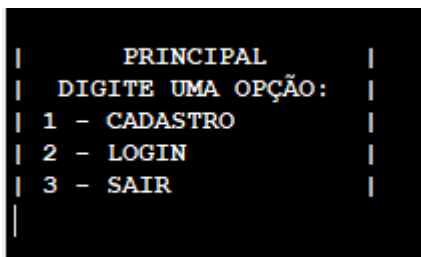 |      PRINCIPAL      |
|  DIGITE UMA OPÇÃO:  |
| 1 - CADASTRO        |
| 2 - LOGIN           |
| 3 - SAIR            |